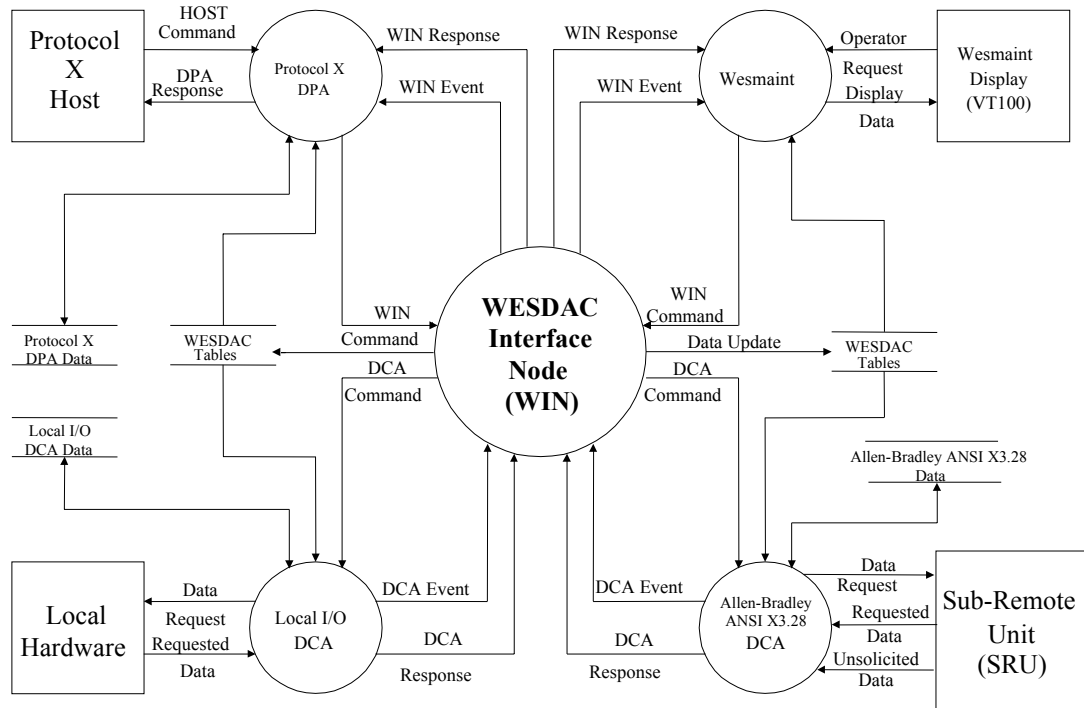 HOST
Command
Protocol
X
Host
DPA
Response
Protocol X
DPA
WIN Response
WIN Event
WIN Response
WIN Event
Wesmaint
Operator
Request
Display
Data
Wesmaint
Display
(VT100)
WESDAC
Interface
Node
(WIN)
WIN
Command
WIN
Command
Protocol X
DPA Data
WESDAC
Tables
Data Update
WESDAC
Tables
DCA
Command
DCA
Command
Local I/O
DCA Data
Allen-Bradley ANSI X3.28
Data
Local
Hardware
Data
Request
Requested
Data
Local I/O
DCA
DCA Event
DCA
Response
DCA Event
DCA
Response
Allen-Bradley
ANSI X3.28
DCA
Data
Request
Requested
Data
Unsolicited
Data
Sub-Remote
Unit
(SRU)